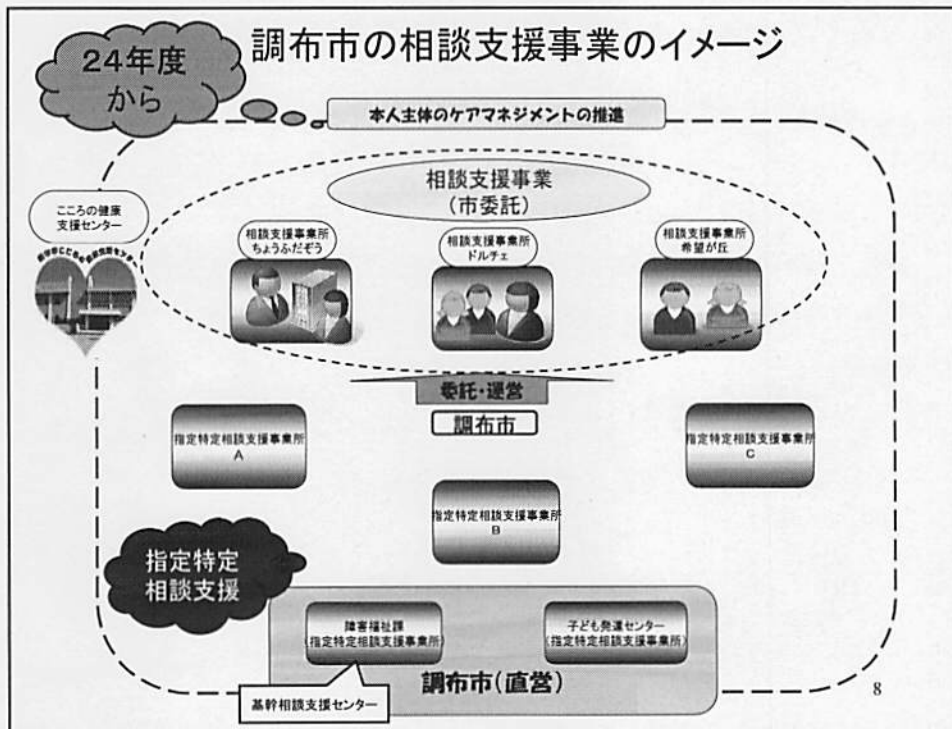 調布市の相談支援事業のイメージ
24年度
から
本人主体のケアマネジメントの推進
相談支援事業
(市委託)
こころの健康
支援センター
相談支援事業所
ちょうふだぞう
相談支援事業所
ドルチェ
相談支援事業所
希望が丘
委託・運営
調布市
指定特定相談支援事業所
A
指定特定相談支援事業所
C
指定特定相談支援事業所
B
指定特定
相談支援
障害福祉課
(指定特定相談支援事業所)
子ども発達センター
(指定特定相談支援事業所)
調布市(直営)
基幹相談支援センター
8